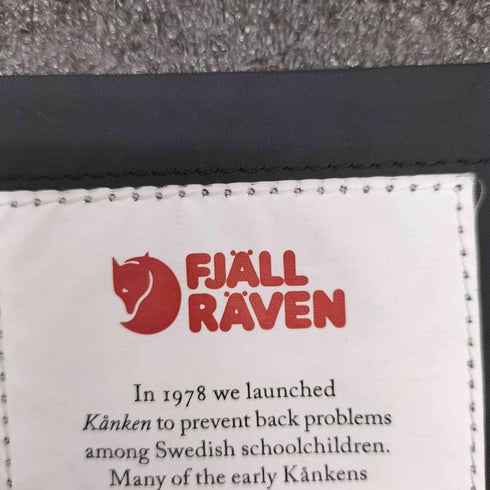 FJÄLL
RÄVEN
In 1978 we launched
Kånken to prevent back problems
among Swedish schoolchildren.
Many of the early Kånkens